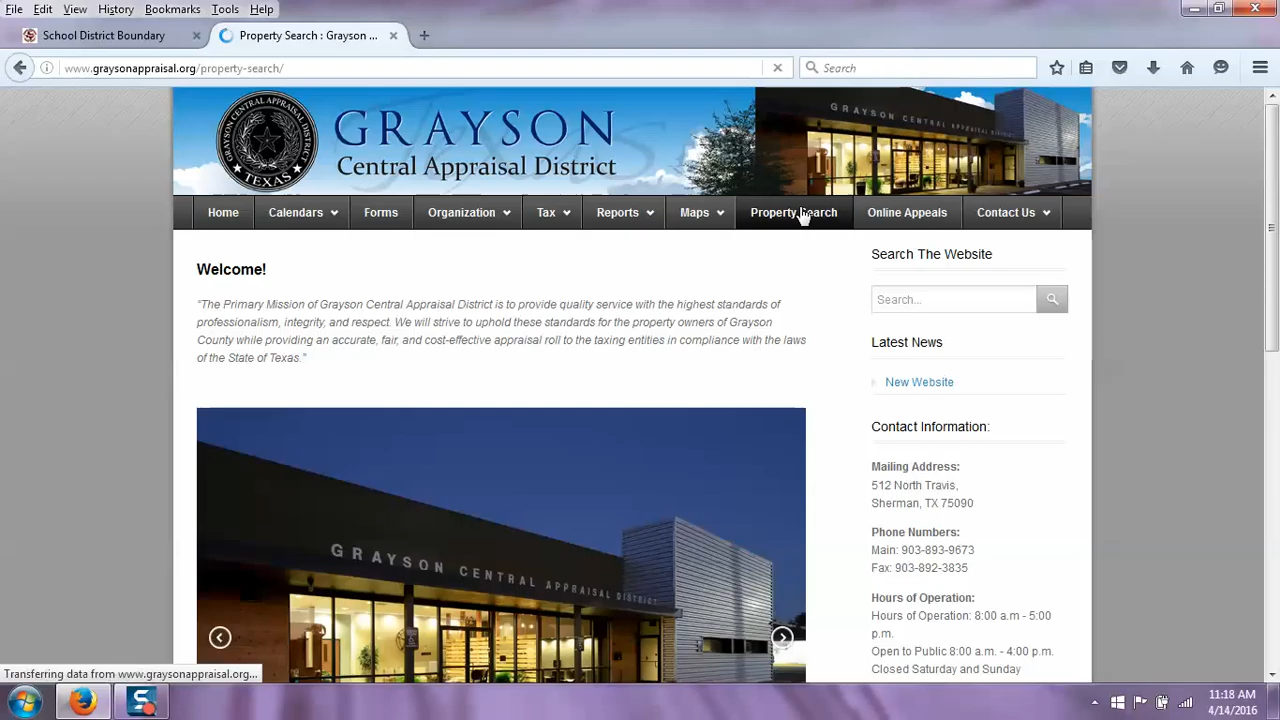 File Edit View History Bookmarks Tools Help
School District Boundary
Property Search : Grayson ...
www.graysonappraisal.org/property-search/
Search
GRAYSON
Central Appraisal District
GRAYSON CENTRAL APPRAISAL DISTRICT
TEXAS
GRAYSON CENTRAL APPRAISAL DISTRICT
Home Calendars Forms Organization Tax Reports Maps Property Search Online Appeals Contact Us
Welcome!
"The Primary Mission of Grayson Central Appraisal District is to provide quality service with the highest standards of
professionalism, integrity, and respect. We will strive to uphold these standards for the property owners of Grayson
County while providing an accurate, fair, and cost-effective appraisal roll to the taxing entities in compliance with the laws
of the State of Texas."
GRAYSON CENTRAL APPRAISAL DISTRICT
Search The Website
Search...
Latest News
New Website
Contact Information:
Mailing Address:
512 North Travis,
Sherman, TX 75090
Phone Numbers:
Main: 903-893-9673
Fax: 903-892-3835
Hours of Operation:
Hours of Operation: 8:00 a.m - 5:00
p.m.
Open to Public 8:00 a.m. - 4:00 p.m.
Closed Saturday and Sunday
Transferring data from www.graysonappraisal.org...
11:18 AM
4/14/2016